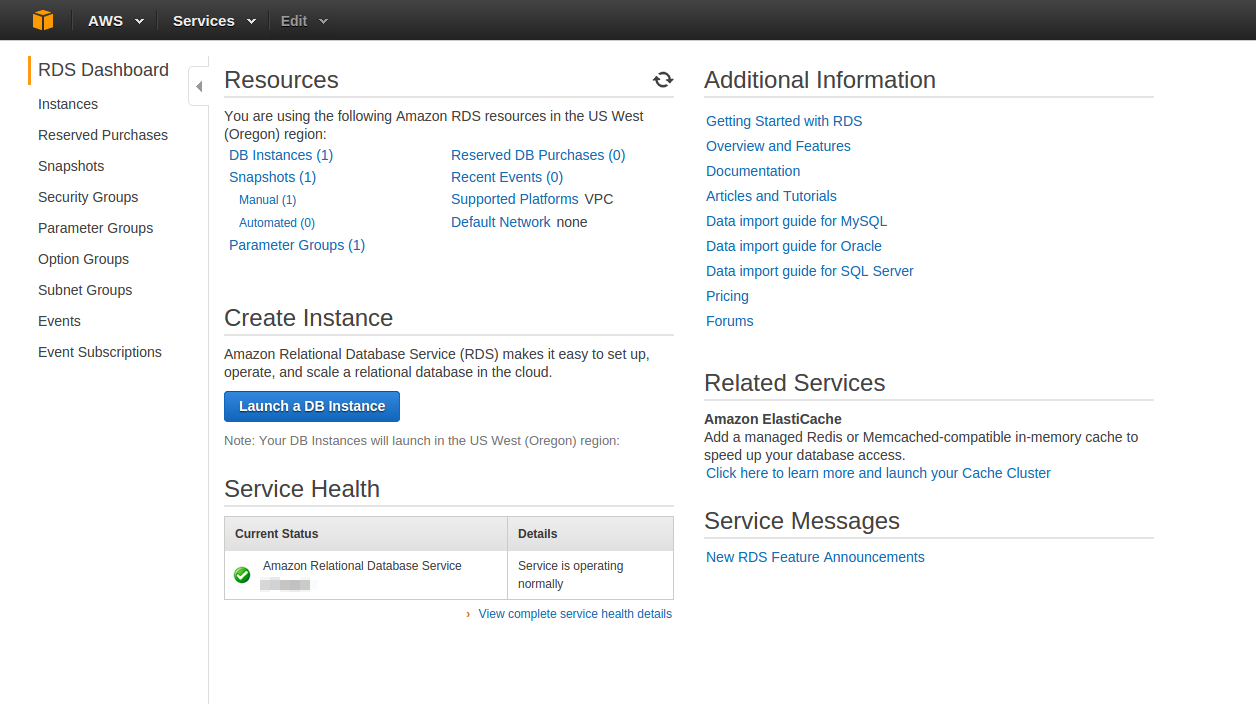 AWS Services Edit
RDS Dashboard
Instances
Reserved Purchases
Snapshots
Security Groups
Parameter Groups
Option Groups
Subnet Groups
Events
Event Subscriptions
Resources
You are using the following Amazon RDS resources in the US West
(Oregon) region:
DB Instances (1)
Snapshots (1)
Manual (1)
Automated (0)
Parameter Groups (1)
Reserved DB Purchases (0)
Recent Events (0)
Supported Platforms VPC
Default Network none
Create Instance
Amazon Relational Database Service (RDS) makes it easy to set up,
operate, and scale a relational database in the cloud.
Launch a DB Instance
Note: Your DB Instances will launch in the US West (Oregon) region:
Service Health
Current Status Details
Amazon Relational Database Service
Service is operating
normally
› View complete service health details
Additional Information
Getting Started with RDS
Overview and Features
Documentation
Articles and Tutorials
Data import guide for MySQL
Data import guide for Oracle
Data import guide for SQL Server
Pricing
Forums
Related Services
Amazon ElastiCache
Add a managed Redis or Memcached-compatible in-memory cache to
speed up your database access.
Click here to learn more and launch your Cache Cluster
Service Messages
New RDS Feature Announcements